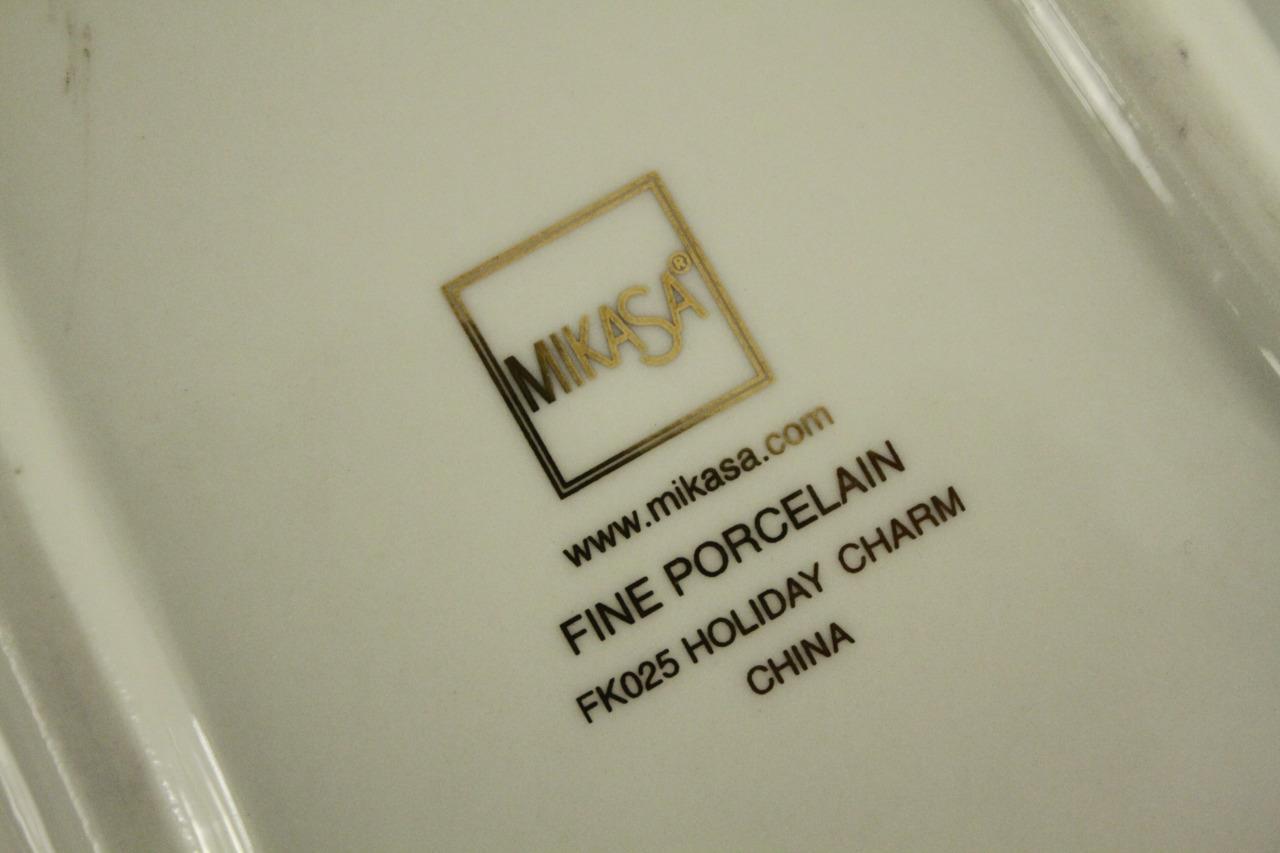 MIKASA®
www.mikasa.com
FINE PORCELAIN
FK025 HOLIDAY CHARM
CHINA